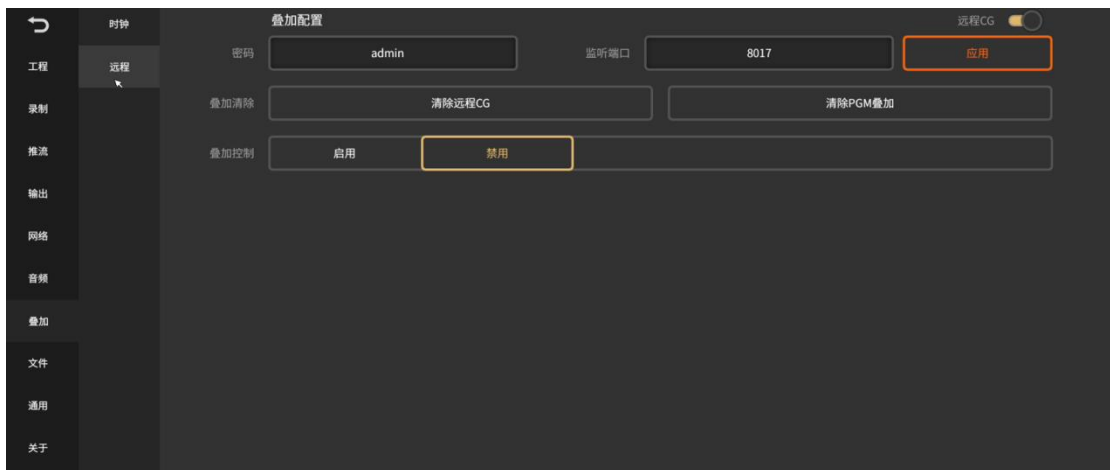 时钟
叠加配置
远程CG
工程
远程
密码
admin
监听端口
8017
应用
录制
叠加清除
清除远程CG
清除PGM叠加
推流
叠加控制
启用
禁用
输出
网络
音频
叠加
文件
通用
关于